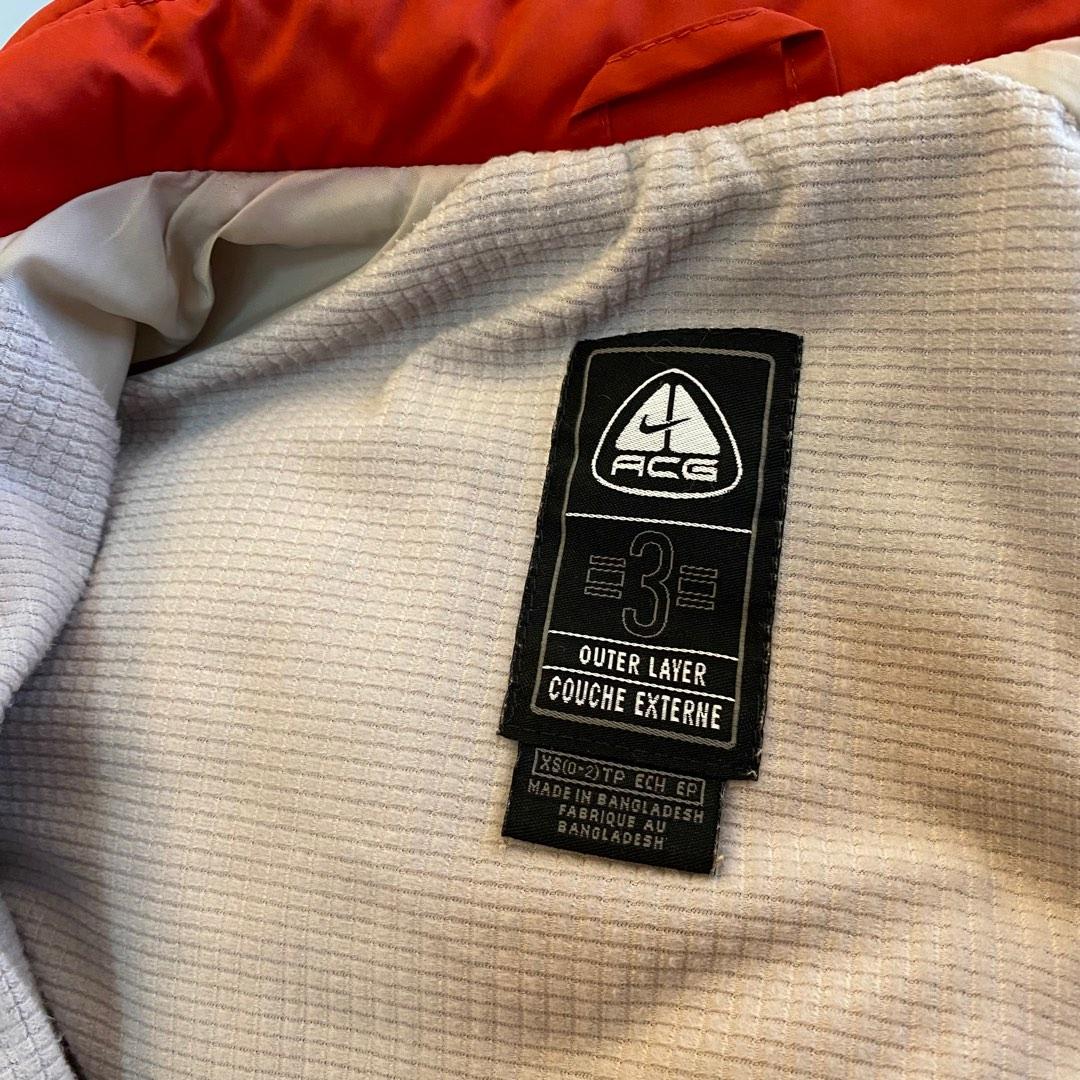 ACG
3
OUTER LAYER
COUCHE EXTERNE
XS(0-2)TP ECH EP
MADE IN BANGLADESH
FABRIQUE AU
BANGLADESH